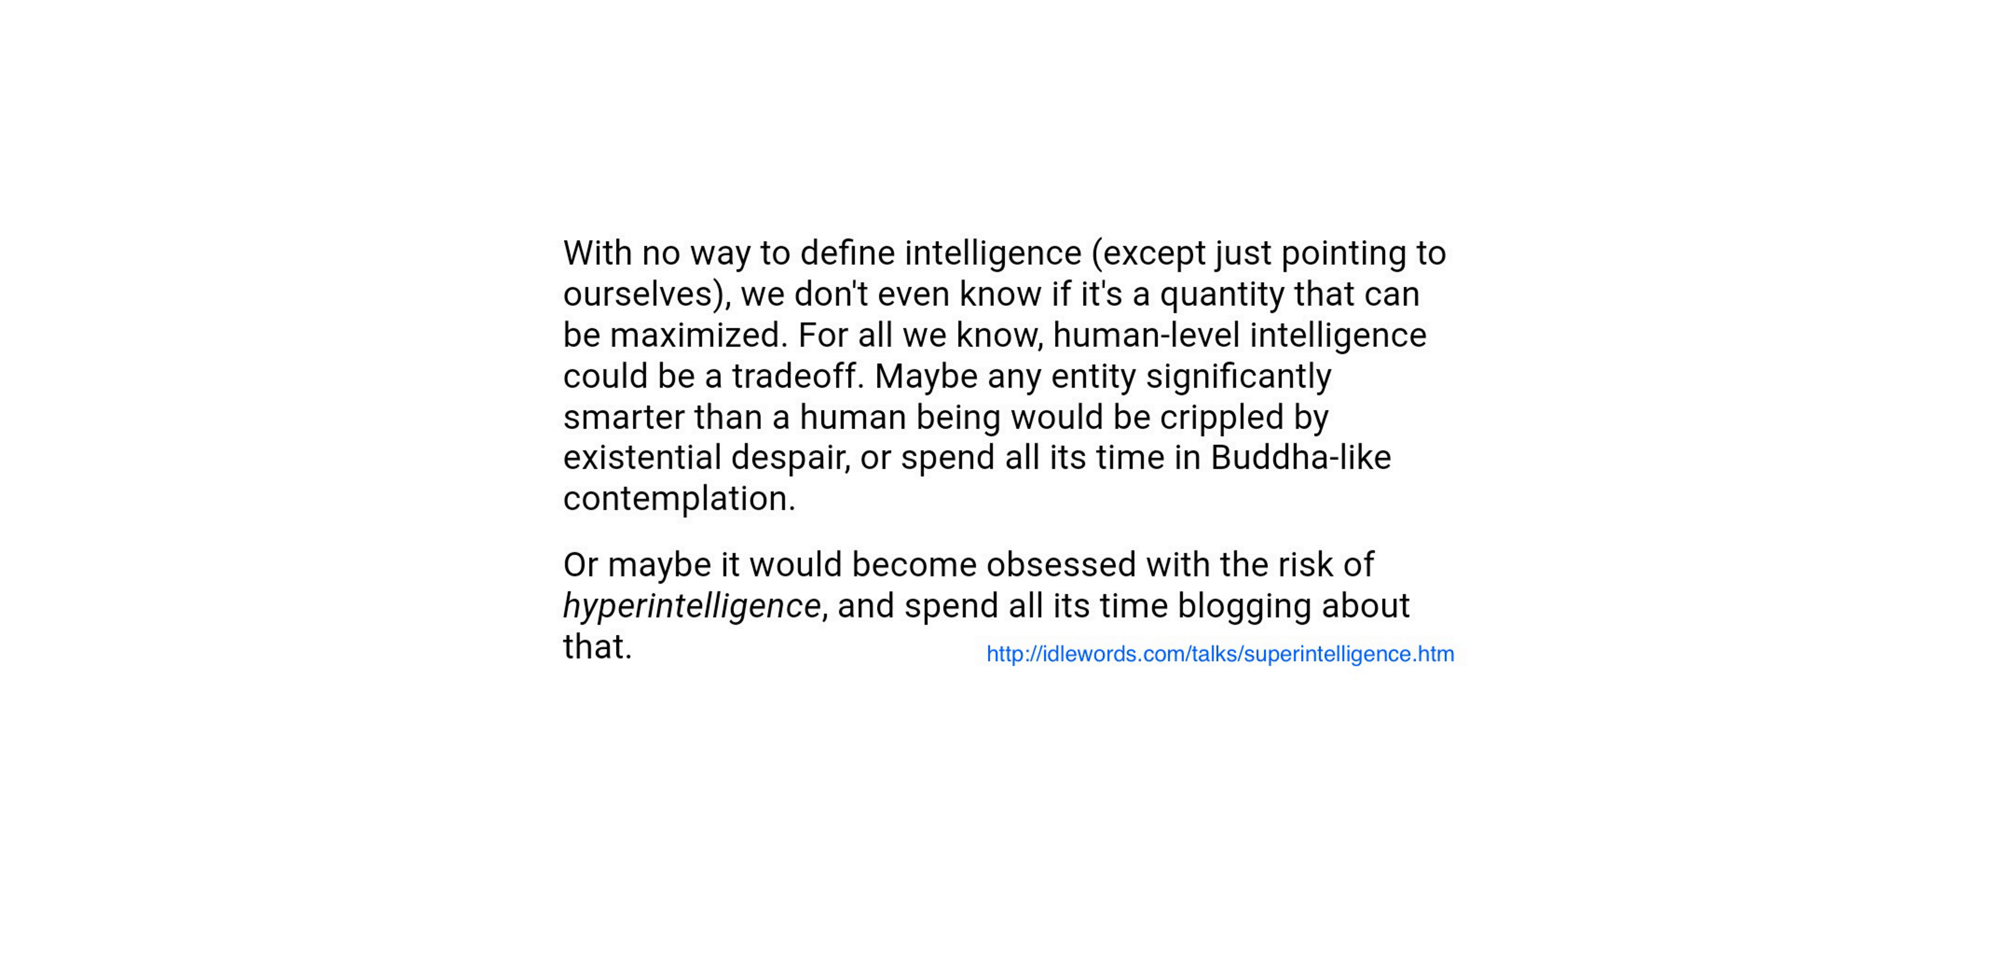 With no way to define intelligence (except just pointing to
ourselves), we don't even know if it's a quantity that can
be maximized. For all we know, human-level intelligence
could be a tradeoff. Maybe any entity significantly
smarter than a human being would be crippled by
existential despair, or spend all its time in Buddha-like
contemplation.
Or maybe it would become obsessed with the risk of
hyperintelligence, and spend all its time blogging about
that.
http://idlewords.com/talks/superintelligence.htm